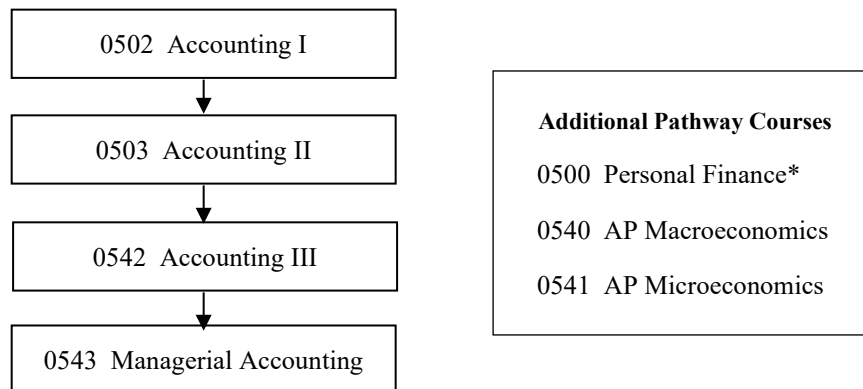 0502 Accounting I
0503 Accounting II
0542 Accounting III
0543 Managerial Accounting
Additional Pathway Courses
0500 Personal Finance*
0540 AP Macroeconomics
0541 AP Microeconomics